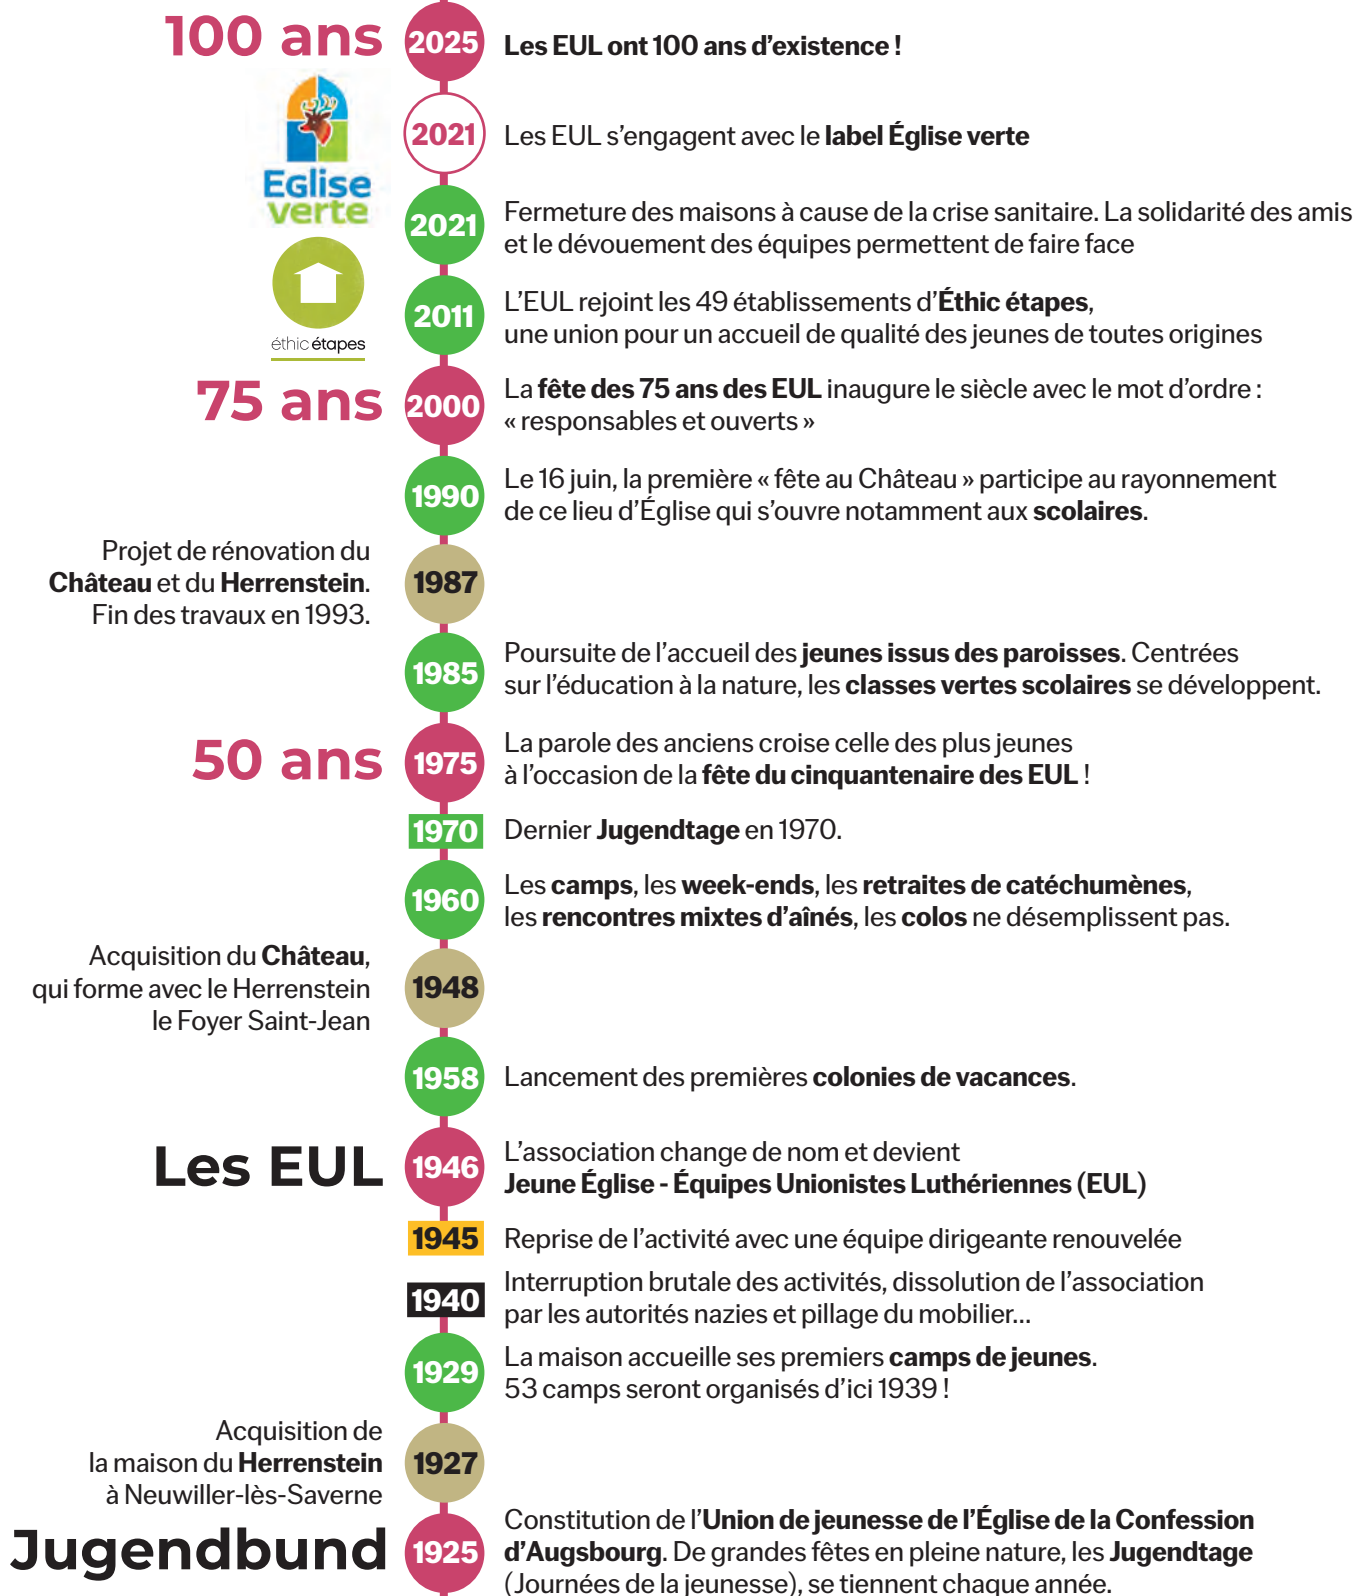 100 ans
2025
Les EUL ont 100 ans d’existence !
Eglise
verte
2021
Les EUL s’engagent avec le label Église verte
2021
Fermeture des maisons à cause de la crise sanitaire. La solidarité des amis
et le dévouement des équipes permettent de faire face
éthic étapes
2011
L’EUL rejoint les 49 établissements d’Éthic étapes,
une union pour un accueil de qualité des jeunes de toutes origines
75 ans
2000
La fête des 75 ans des EUL inaugure le siècle avec le mot d’ordre :
« responsables et ouverts »
1990
Le 16 juin, la première « fête au Château » participe au rayonnement
de ce lieu d’Église qui s’ouvre notamment aux scolaires.
Projet de rénovation du
Château et du Herrenstein.
Fin des travaux en 1993.
1987
1985
Poursuite de l’accueil des jeunes issus des paroisses. Centrées
sur l’éducation à la nature, les classes vertes scolaires se développent.
50 ans
1975
La parole des anciens croise celle des plus jeunes
à l’occasion de la fête du cinquantenaire des EUL !
1970
Dernier Jugendtage en 1970.
1960
Les camps, les week-ends, les retraites de catéchumènes,
les rencontres mixtes d’aînés, les colos ne désemplissent pas.
Acquisition du Château,
qui forme avec le Herrenstein
le Foyer Saint-Jean
1948
1958
Lancement des premières colonies de vacances.
Les EUL
1946
L’association change de nom et devient
Jeune Église - Équipes Unionistes Luthériennes (EUL)
1945
Reprise de l’activité avec une équipe dirigeante renouvelée
1940
Interruption brutale des activités, dissolution de l’association
par les autorités nazies et pillage du mobilier...
1929
La maison accueille ses premiers camps de jeunes.
53 camps seront organisés d’ici 1939 !
Acquisition de
la maison du Herrenstein
à Neuwiller-lès-Saverne
1927
Jugendbund
1925
Constitution de l’Union de jeunesse de l’Église de la Confession
d’Augsbourg. De grandes fêtes en pleine nature, les Jugendtage
(Journées de la jeunesse), se tiennent chaque année.